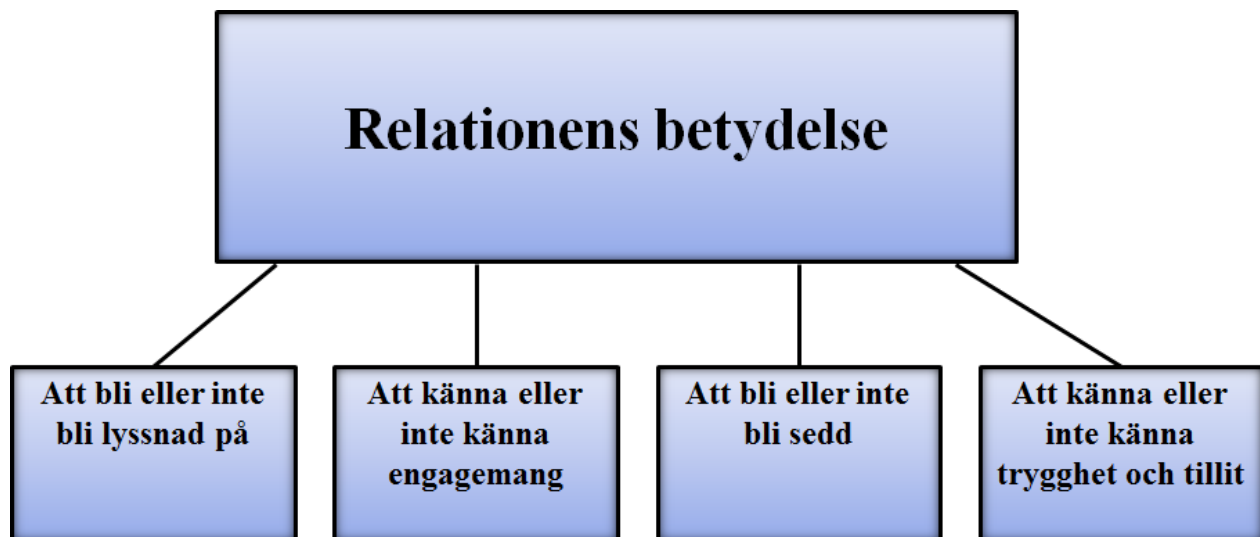 Relationens betydelse
Att bli eller inte
bli lyssnad på
Att känna eller
inte känna
engagemang
Att bli eller inte
bli sedd
Att känna eller
inte känna
trygghet och tillit